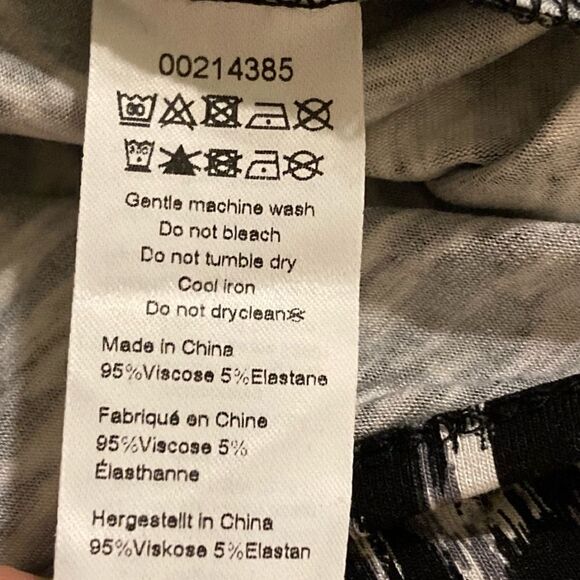 00214385
Gentle machine wash
Do not bleach
Do not tumble dry
Cool iron
Do not dryclean
Made in China
95%Viscose 5%Elastane
Fabriqué en Chine
95%Viscose 5%
Élasthanne
Hergestellt in China
95%Viskose 5%Elastan